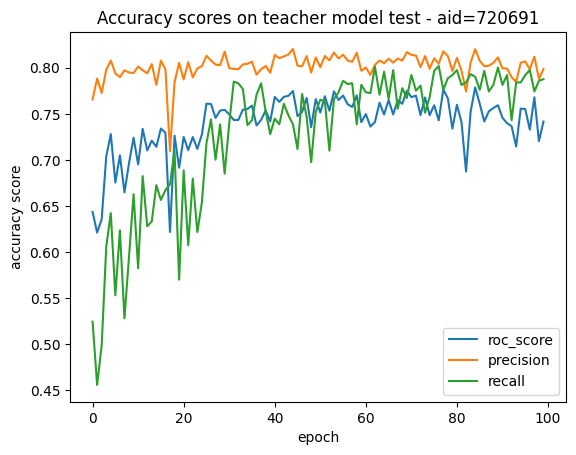 Accuracy scores on teacher model test - aid=720691
accuracy score
0.80
0.75
0.70
0.65
0.60
0.55
0.50
0.45
0
20
40
60
80
100
epoch
roc_score
precision
recall